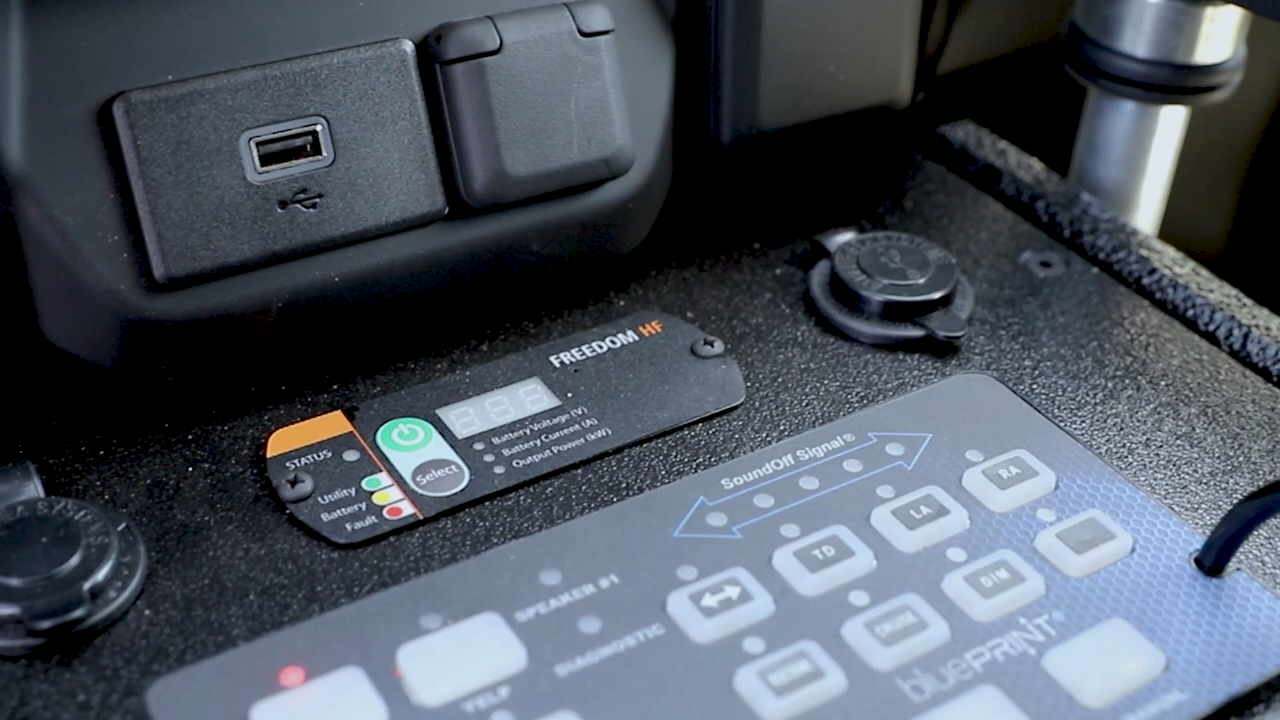 FREEDOM HF
STATUS
Select
Battery Voltage (V)
Battery Current (A)
Output Power (kW)
Utility
Battery
Fault
SoundOff Signal®
RA
LA
TD
DIM
CRUISE
SPEAKER #1
DIAGNOSTIC
YELP
bluePRINT®